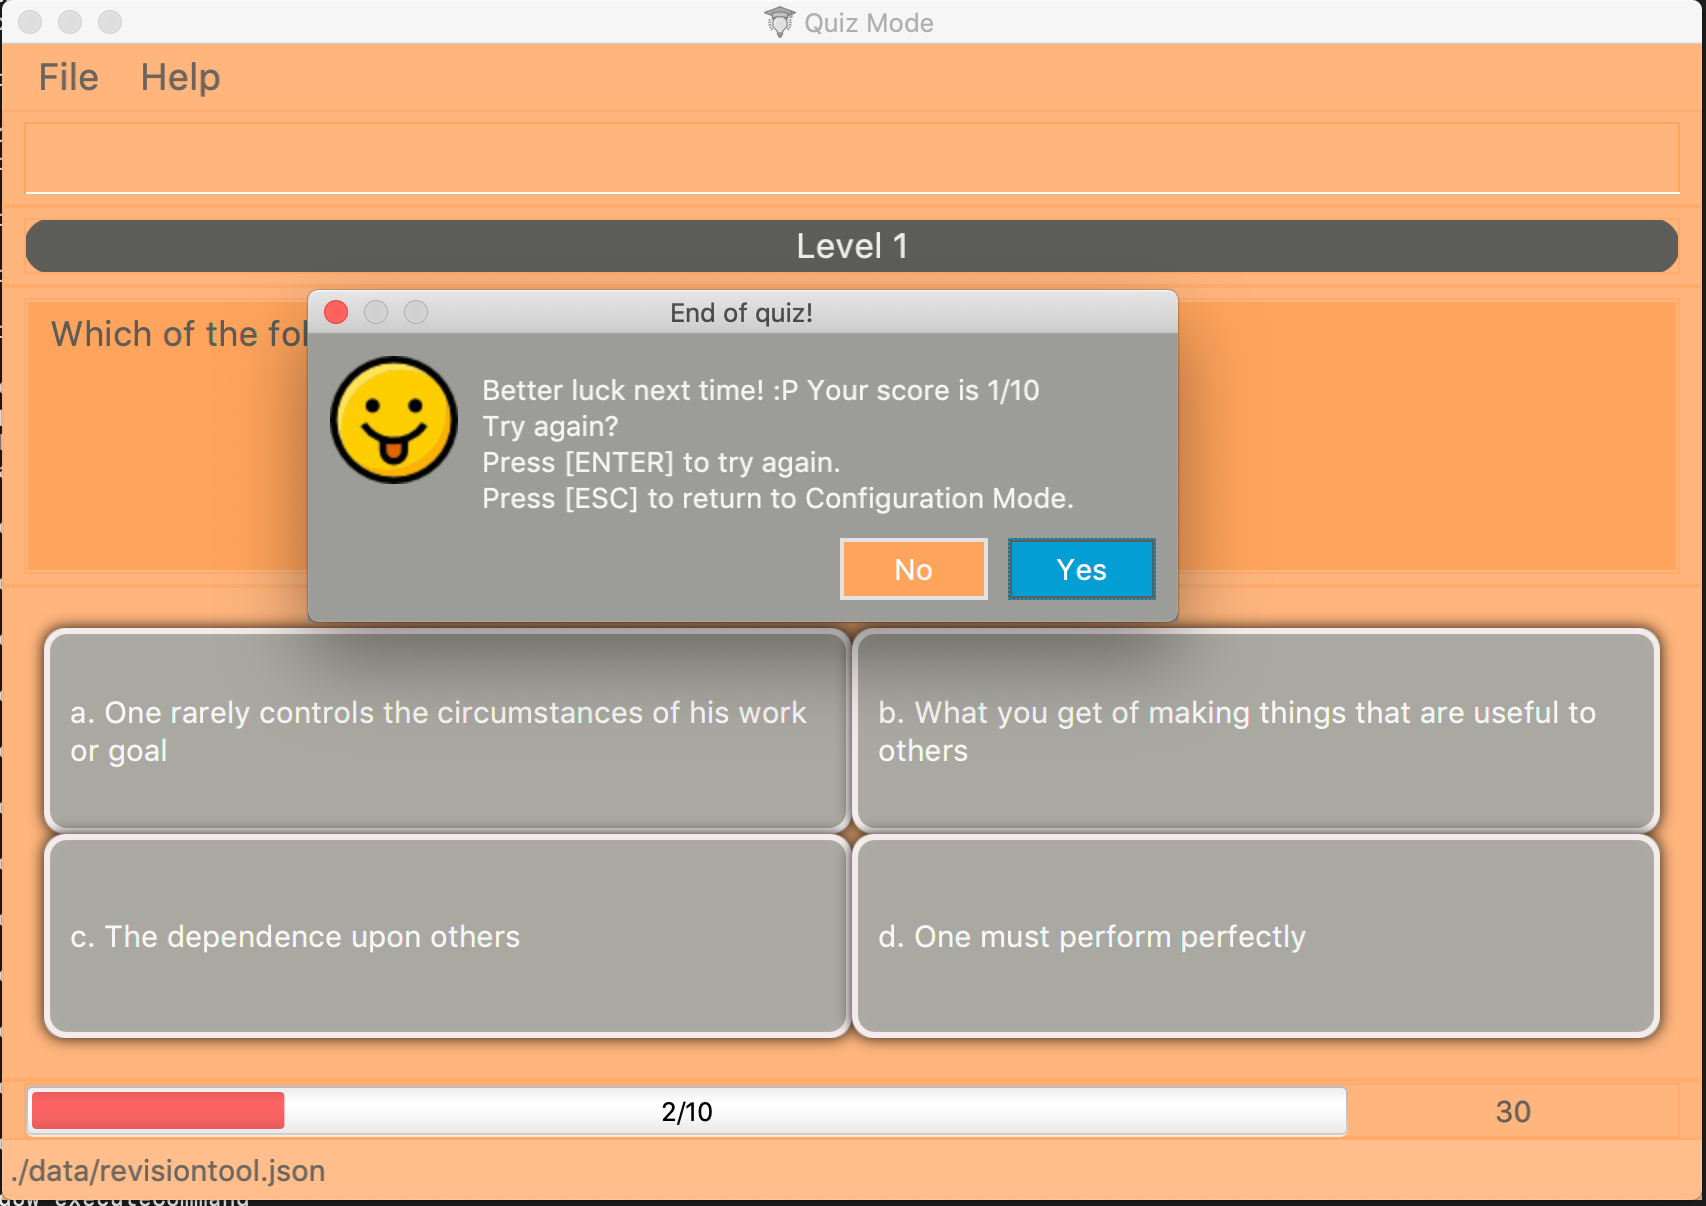 Quiz Mode
File Help
Level 1
Which of the
End of quiz!
Better luck next time! :P Your score is 1/10
Try again?
Press [ENTER] to try again.
Press [ESC] to return to Configuration Mode.
No Yes
a. One rarely controls the circumstances of his work
or goal
b. What you get of making things that are useful to
others
c. The dependence upon others
d. One must perform perfectly
2/10
30
./data/revisiontool.json